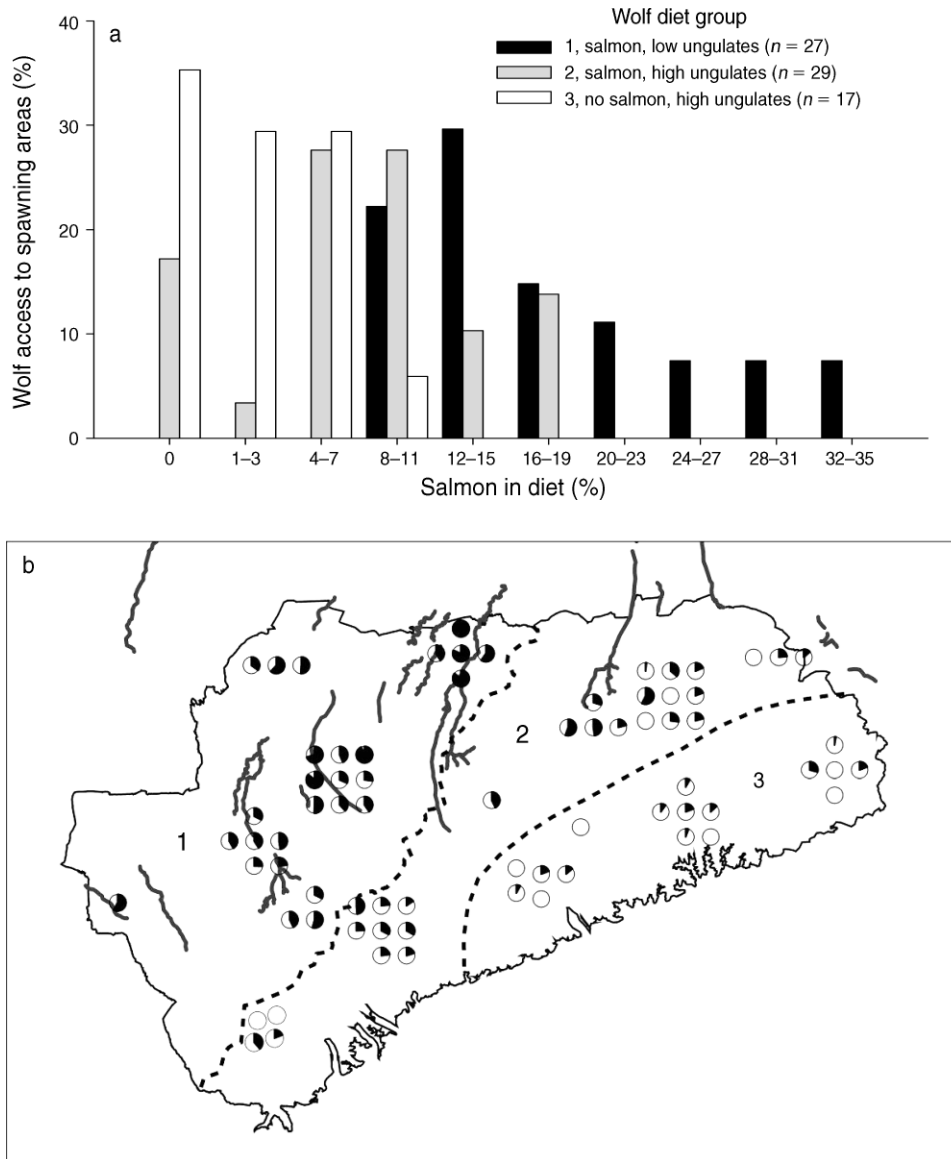 a
Wolf diet group
1, salmon, low ungulates (n = 27)
2, salmon, high ungulates (n = 29)
3, no salmon, high ungulates (n = 17)
Wolf access to spawning areas (%)
40
30
20
10
0
0 1–3 4–7 8–11 12–15 16–19 20–23 24–27 28–31 32–35
Salmon in diet (%)
b
2
3
1